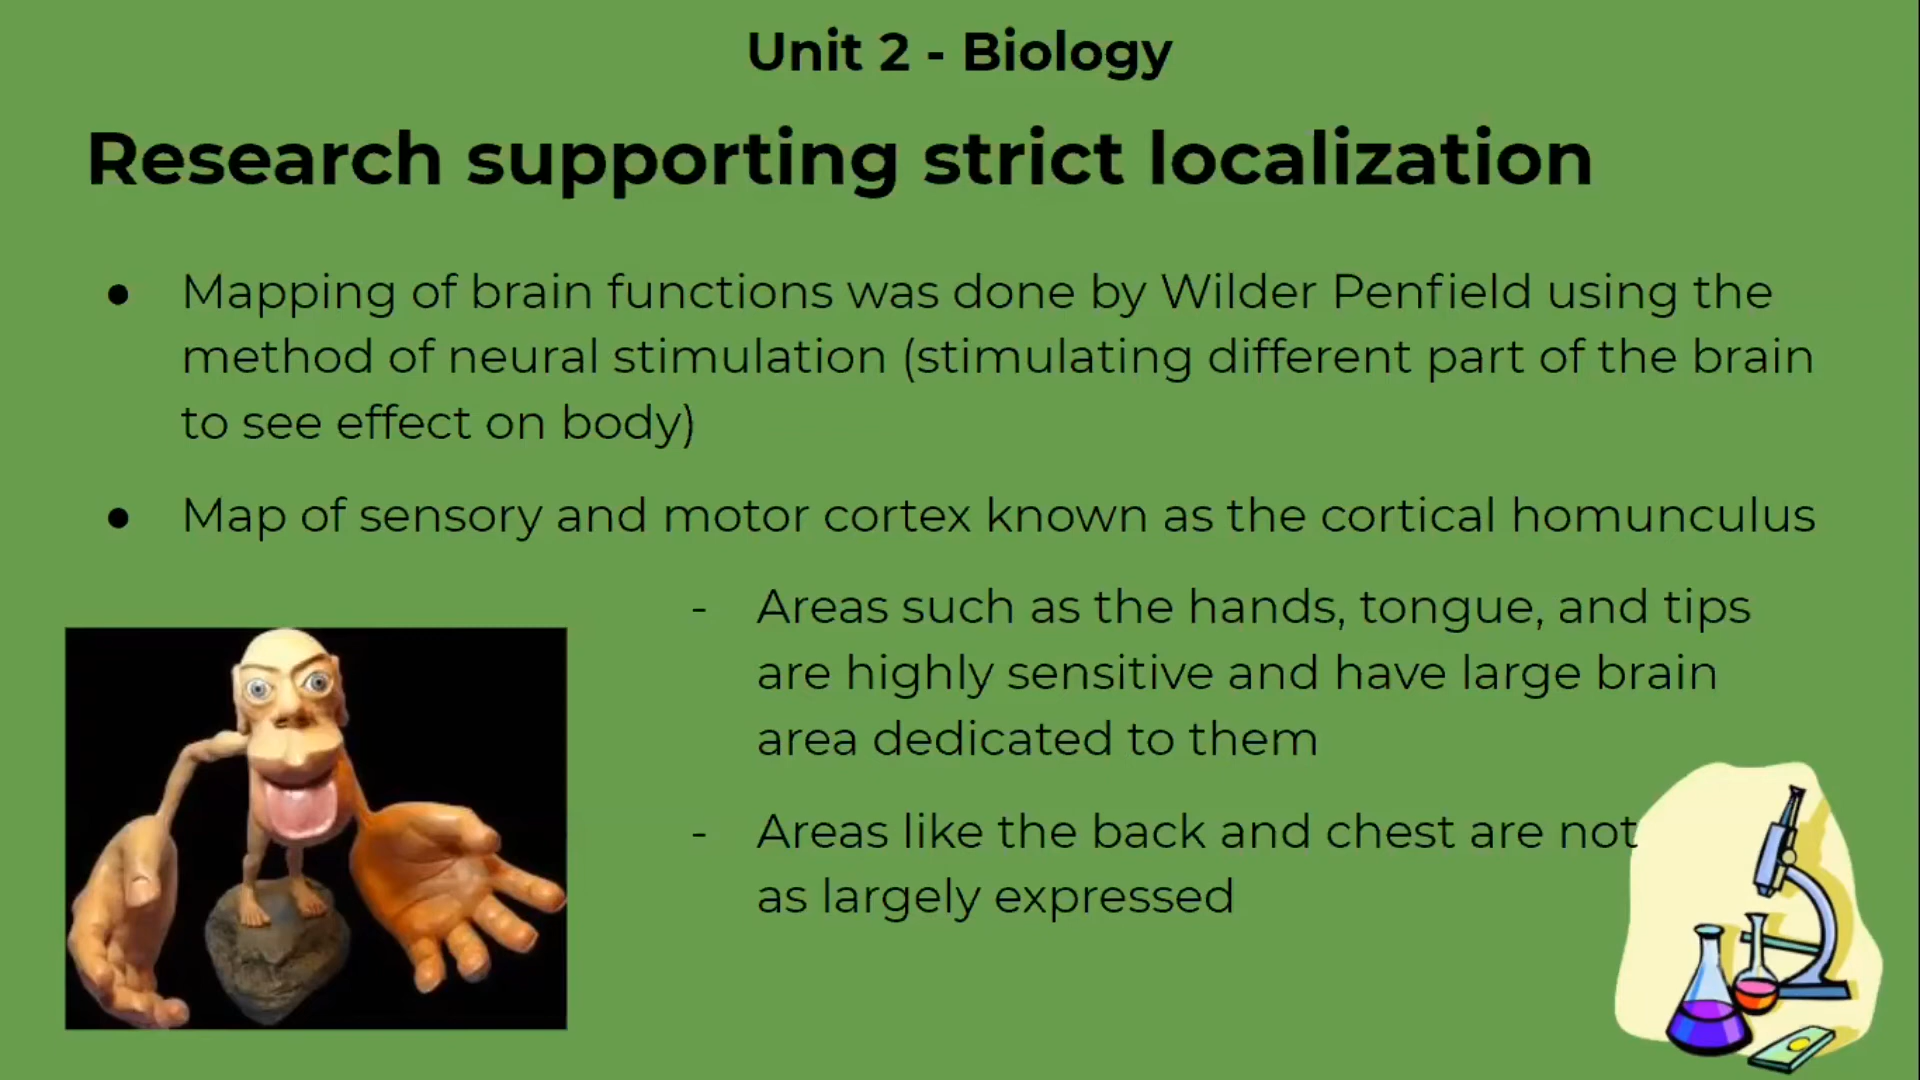 Unit 2 - Biology
Research supporting strict localization
● Mapping of brain functions was done by Wilder Penfield using the
method of neural stimulation (stimulating different part of the brain
to see effect on body)
● Map of sensory and motor cortex known as the cortical homunculus
- Areas such as the hands, tongue, and tips
are highly sensitive and have large brain
area dedicated to them
- Areas like the back and chest are not
as largely expressed